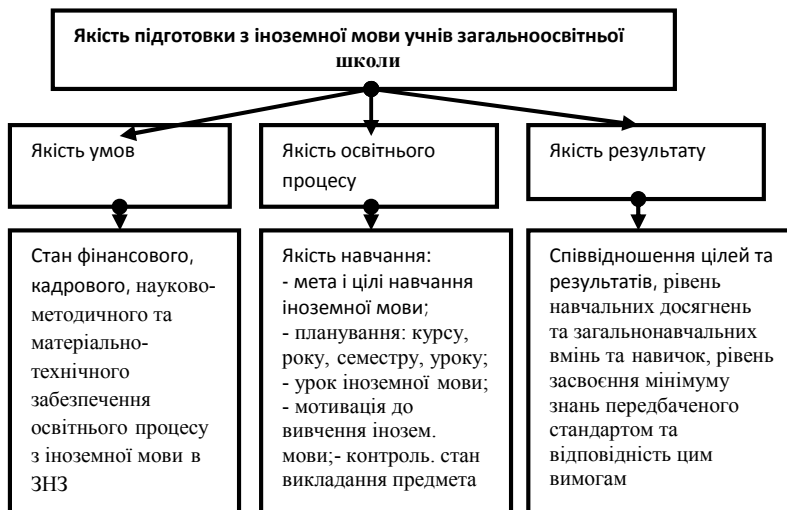 Якість підготовки з іноземної мови учнів загальноосвітньої
школи
Якість умов
Якість освітнього
процесу
Якість результату
Стан фінансового,
кадрового, науково-
методичного та
матеріально-
технічного
забезпечення
освітнього процесу
з іноземної мови в
ЗНЗ
Якість навчання:
- мета і цілі навчання
іноземної мови;
- планування: курсу,
року, семестру, уроку;
- урок іноземної мови;
- мотивація до
вивчення інозем.
мови;- контроль. стан
викладання предмета
Співвідношення цілей та
результатів, рівень
навчальних досягнень
та загальнонавчальних
вмінь та навичок, рівень
засвоєння мінімуму
знань передбаченого
стандартом та
відповідність цим
вимогам